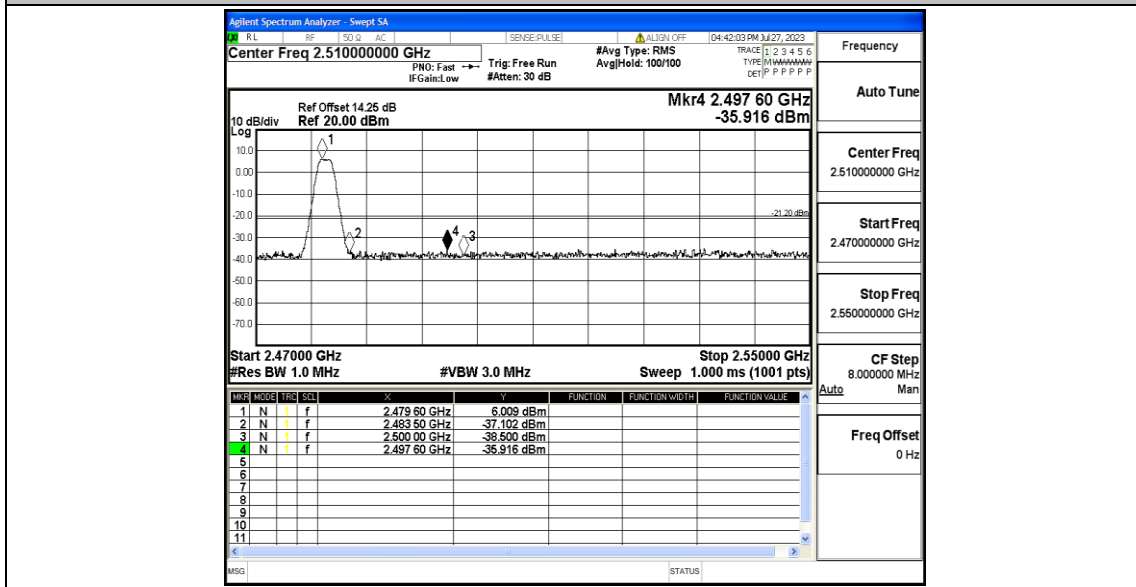 Agilent Spectrum Analyzer - Swept SA
RL RF 50 Ω AC SENSE:PULSE ALIGN OFF 04:42:03 PM Jul 27, 2023
Center Freq 2.510000000 GHz
PNO: Fast
IFGain:Low
Trig: Free Run
#Atten: 30 dB
#Avg Type: RMS
Avg|Hold: 100/100
TRACE 1 2 3 4 5 6
TYPE M WWWWW
DET P P P P P P
Mkr4 2.497 60 GHz
-35.916 dBm
Ref Offset 14.25 dB
10 dB/div Ref 20.00 dBm
Log
10.0
0.00
-10.0
-20.0
-30.0
-40.0
-50.0
-60.0
-70.0
1
2
4
3
-21.20 dBm
Start 2.47000 GHz Stop 2.55000 GHz
#Res BW 1.0 MHz #VBW 3.0 MHz Sweep 1.000 ms (1001 pts)
MKR MODE TRC SCL X Y FUNCTION FUNCTION WIDTH FUNCTION VALUE
1 N 1 f 2.479 60 GHz 6.009 dBm
2 N 1 f 2.483 50 GHz -37.102 dBm
3 N 1 f 2.500 00 GHz -38.500 dBm
4 N 1 f 2.497 60 GHz -35.916 dBm
5
6
7
8
9
10
11
MSG STATUS
Frequency
Auto Tune
Center Freq
2.510000000 GHz
Start Freq
2.470000000 GHz
Stop Freq
2.550000000 GHz
CF Step
8.000000 MHz
Auto Man
Freq Offset
0 Hz